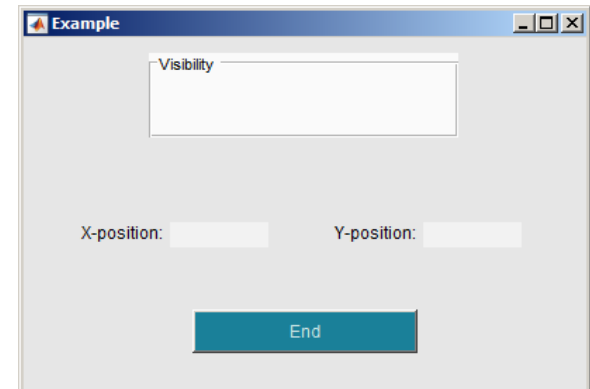 Example
Visibility
X-position:
Y-position:
End